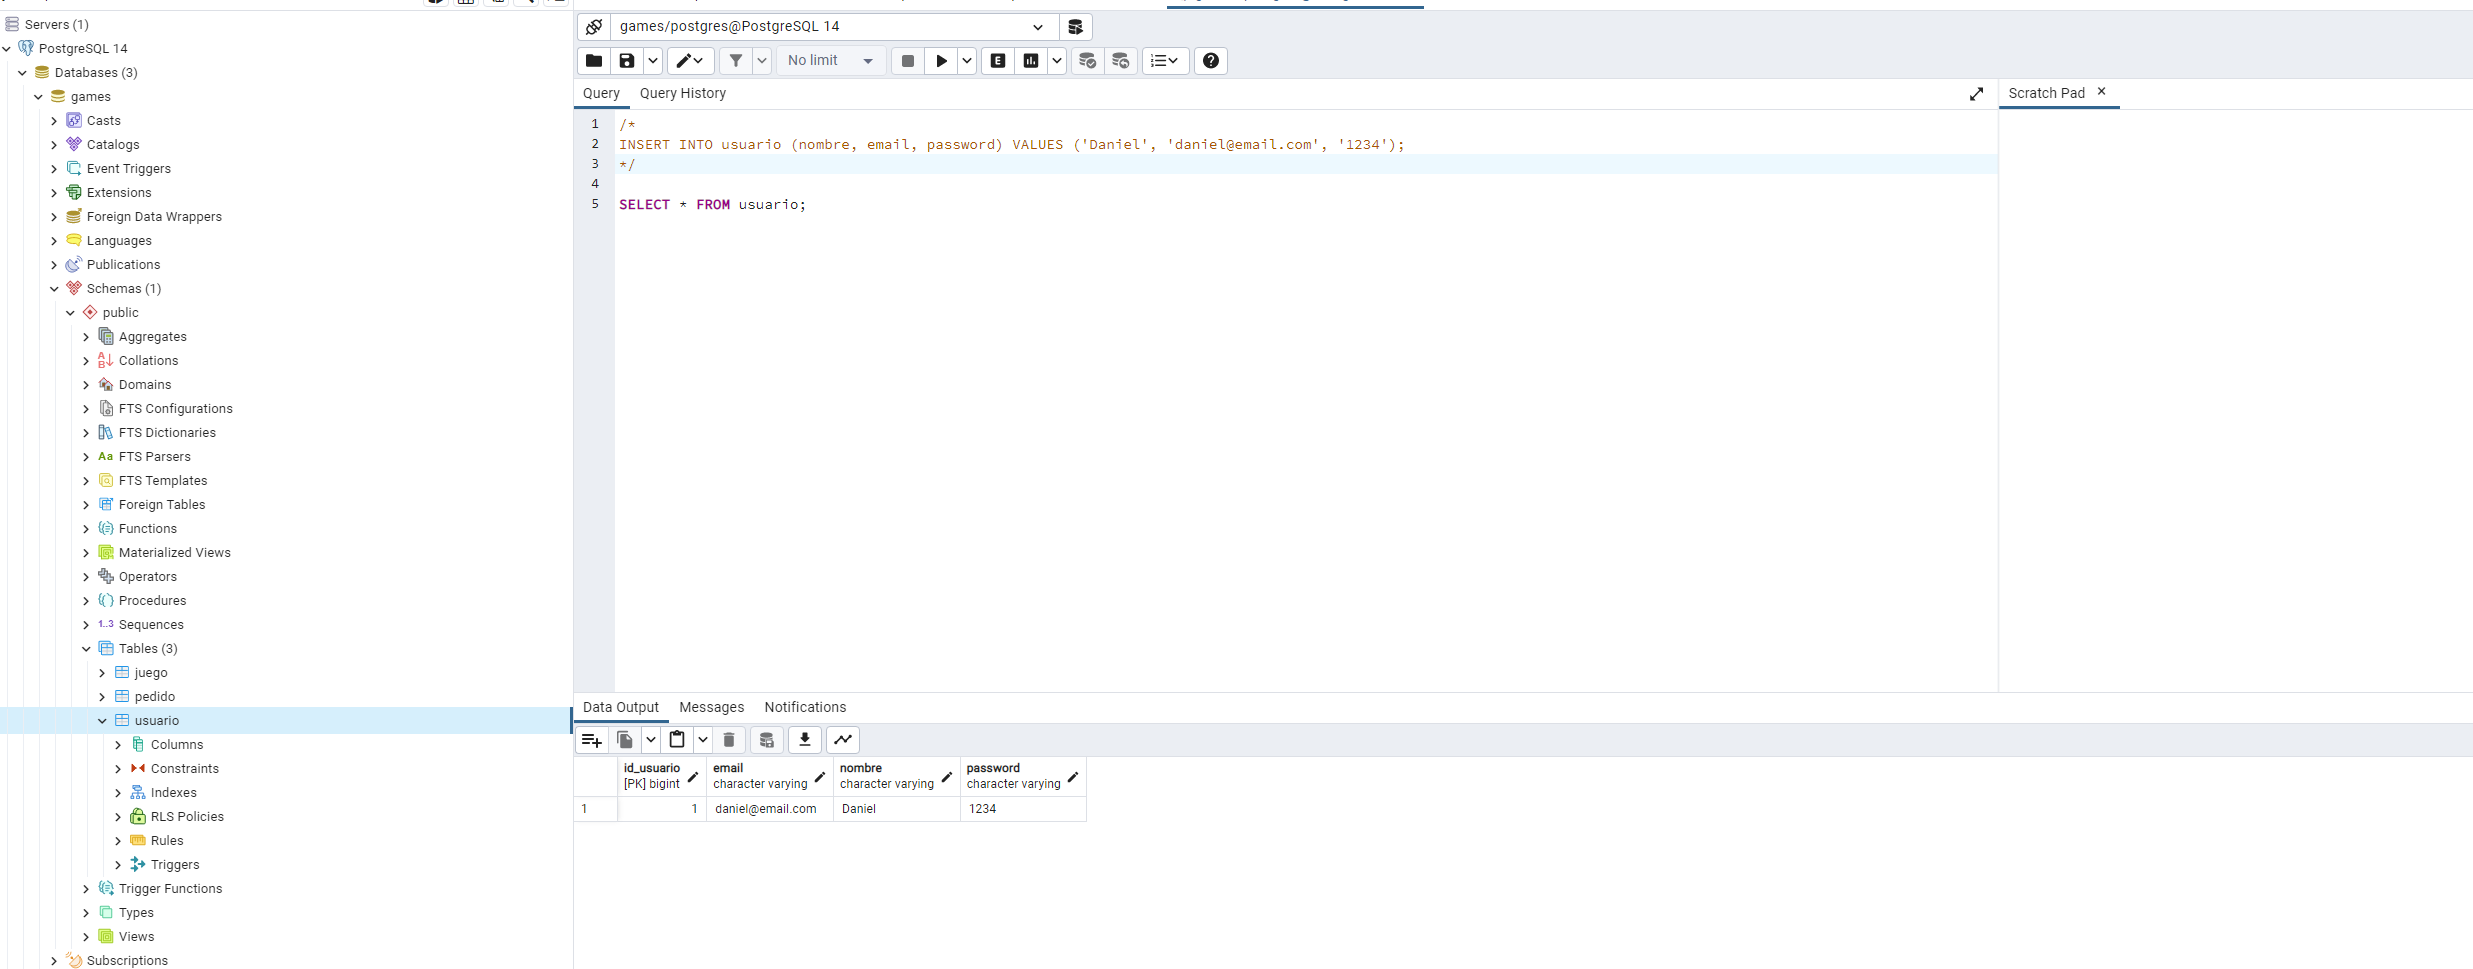 Servers (1)
PostgreSQL 14
Databases (3)
games
Casts
Catalogs
Event Triggers
Extensions
Foreign Data Wrappers
Languages
Publications
Schemas (1)
public
Aggregates
Collations
Domains
FTS Configurations
FTS Dictionaries
Aa FTS Parsers
FTS Templates
Foreign Tables
Functions
Materialized Views
Operators
Procedures
1..3 Sequences
Tables (3)
juego
pedido
usuario
Columns
Constraints
Indexes
RLS Policies
Rules
Triggers
Trigger Functions
Types
Views
Subscriptions
games/postgres@PostgreSQL 14
No limit
E
Query Query History
Scratch Pad
1 /*
2 INSERT INTO usuario (nombre, email, password) VALUES ('Daniel', 'daniel@email.com', '1234');
3 */
4
5 SELECT * FROM usuario;
Data Output Messages Notifications
id_usuario email nombre password
[PK] bigint character varying character varying character varying
1 1 daniel@email.com Daniel 1234